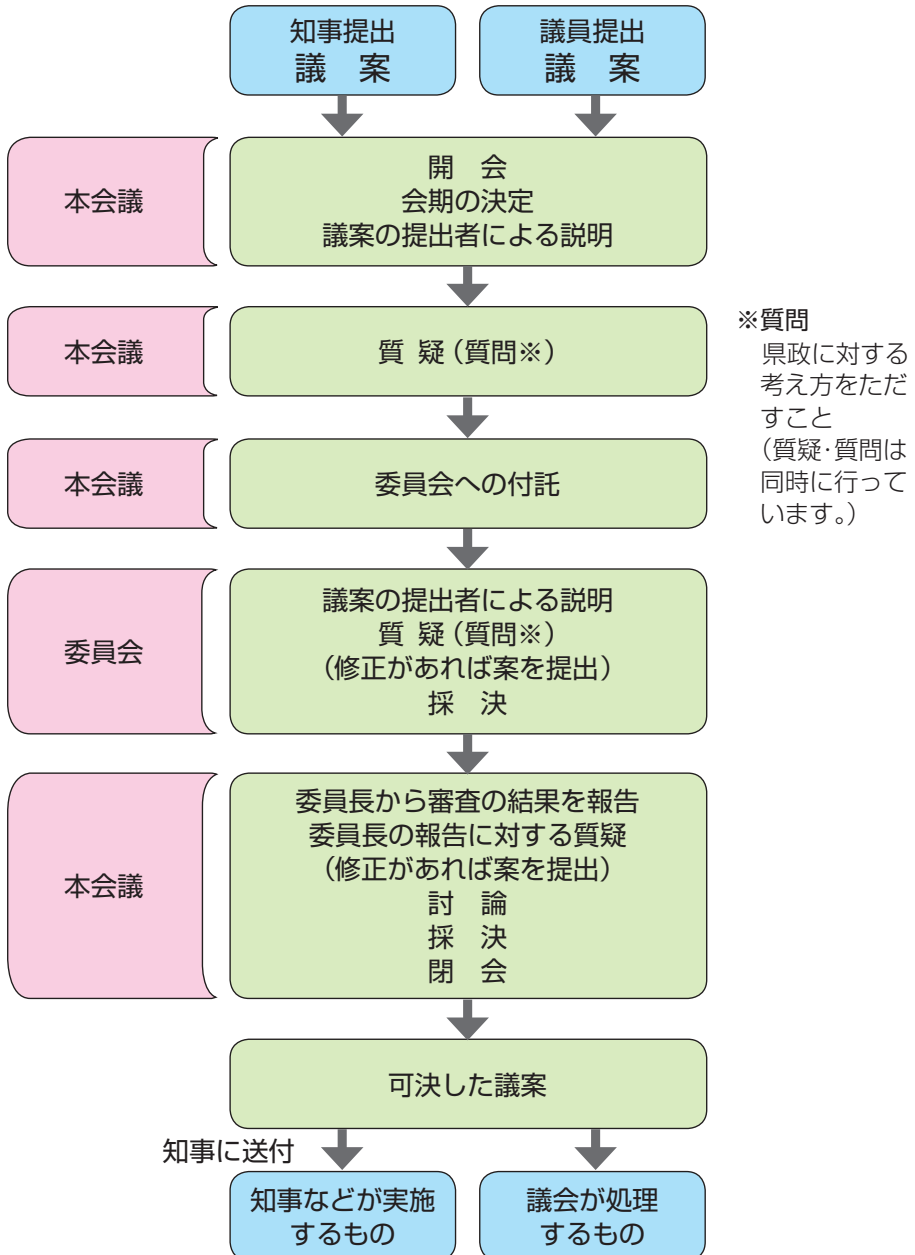 知事提出
議　案
議員提出
議　案
本会議
開　会
会期の決定
議案の提出者による説明
本会議
質 疑（質問※）
※質問
県政に対する
考え方をただ
すこと
（質疑・質問は
同時に行って
います。）
本会議
委員会への付託
委員会
議案の提出者による説明
質 疑（質問※）
（修正があれば案を提出）
採　決
本会議
委員長から審査の結果を報告
委員長の報告に対する質疑
（修正があれば案を提出）
討　論
採　決
閉　会
可決した議案
知事に送付
知事などが実施
するもの
議会が処理
するもの